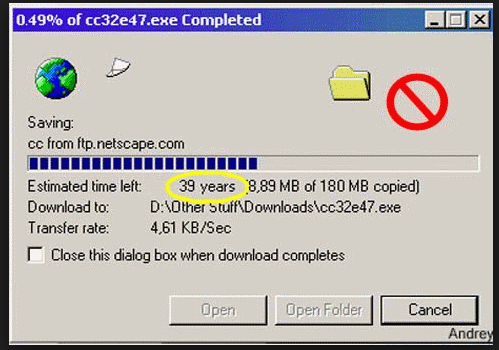 0.49% of cc32e47.exe Completed
Saving:
cc from ftp.netscape.com
Estimated time left: 39 years (8,89 MB of 180 MB copied)
Download to: D:\Other Stuff\Downloads\cc32e47.exe
Transfer rate: 4,61 KB/Sec
Close this dialog box when download completes
Open Open Folder Cancel
Andrey